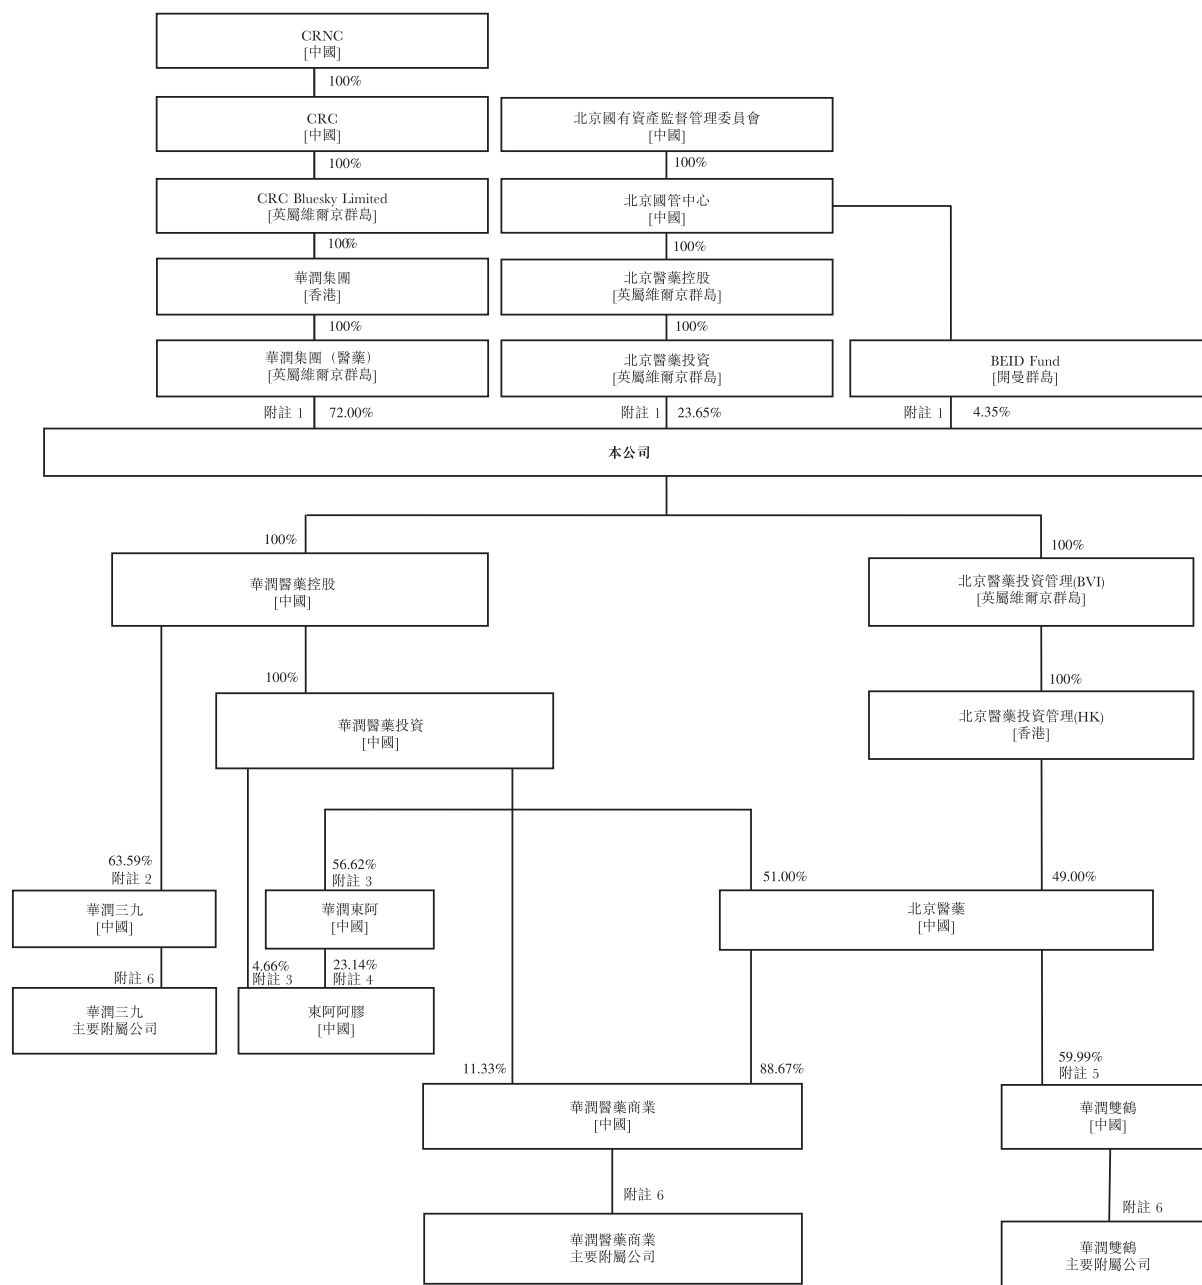 CRNC
[中國]
100%
CRC
[中國]
北京國有資產監督管理委員會
[中國]
100%
100%
CRC Bluesky Limited
[英屬維爾京群島]
北京國管中心
[中國]
100%
100%
華潤集團
[香港]
北京醫藥控股
[英屬維爾京群島]
100%
100%
華潤集團（醫藥）
[英屬維爾京群島]
北京醫藥投資
[英屬維爾京群島]
BEID Fund
[開曼群島]
附註 1 72.00%
附註 1 23.65%
附註 1 4.35%
本公司
100%
100%
華潤醫藥控股
[中國]
北京醫藥投資管理(BVI)
[英屬維爾京群島]
100%
100%
華潤醫藥投資
[中國]
北京醫藥投資管理(HK)
[香港]
63.59%
附註 2
56.62%
附註 3
51.00%
49.00%
華潤三九
[中國]
華潤東阿
[中國]
北京醫藥
[中國]
附註 6
4.66%
附註 3
23.14%
附註 4
華潤三九
主要附屬公司
東阿阿膠
[中國]
11.33%
88.67%
59.99%
附註 5
華潤醫藥商業
[中國]
華潤雙鶴
[中國]
附註 6
附註 6
華潤醫藥商業
主要附屬公司
華潤雙鶴
主要附屬公司